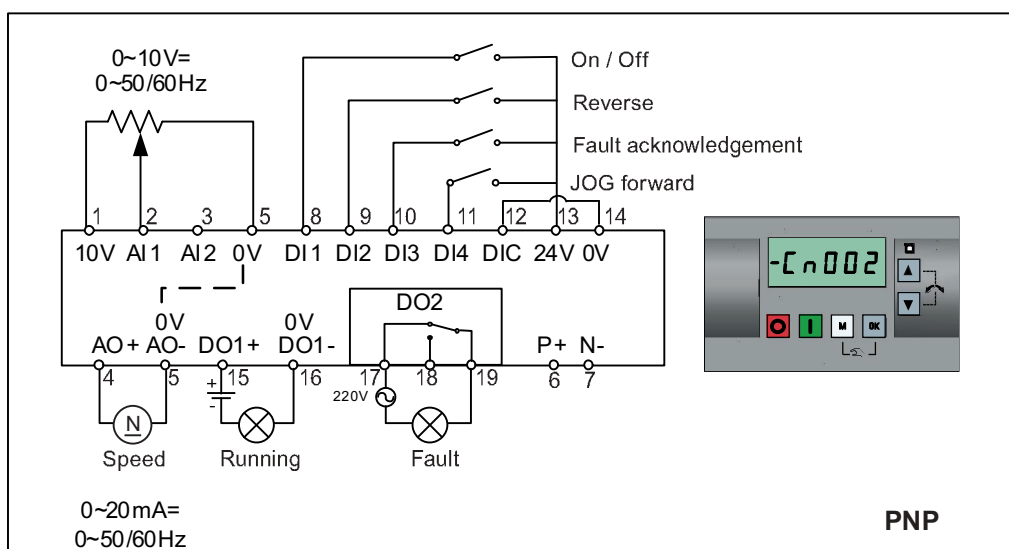 0~10V=
0~50/60Hz
On / Off
Reverse
Fault acknowledgement
JOG forward
1 2 3 5 8 9 10 11 12 13 14
10V AI1 AI2 0V DI1 DI2 DI3 DI4 DIC 24V 0V
-Cn002
M OK
DO2
0V 0V
AO+ AO- DO1+ DO1- P+ N-
4 5 15 16 17 18 19 6 7
+
-
220V
N
Speed Running Fault
0~20mA=
0~50/60Hz
PNP